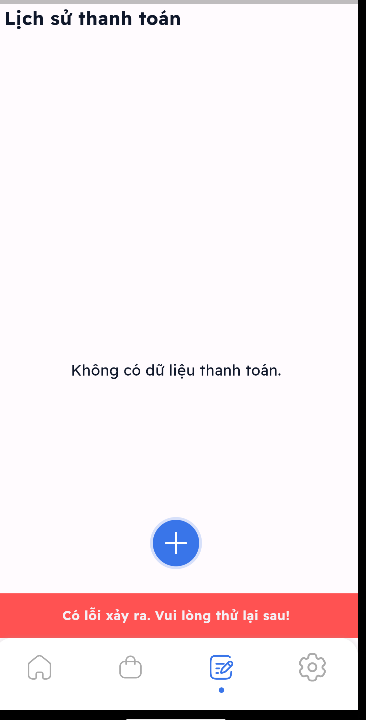 Lịch sử thanh toán
Không có dữ liệu thanh toán.
Có lỗi xảy ra. Vui lòng thử lại sau!